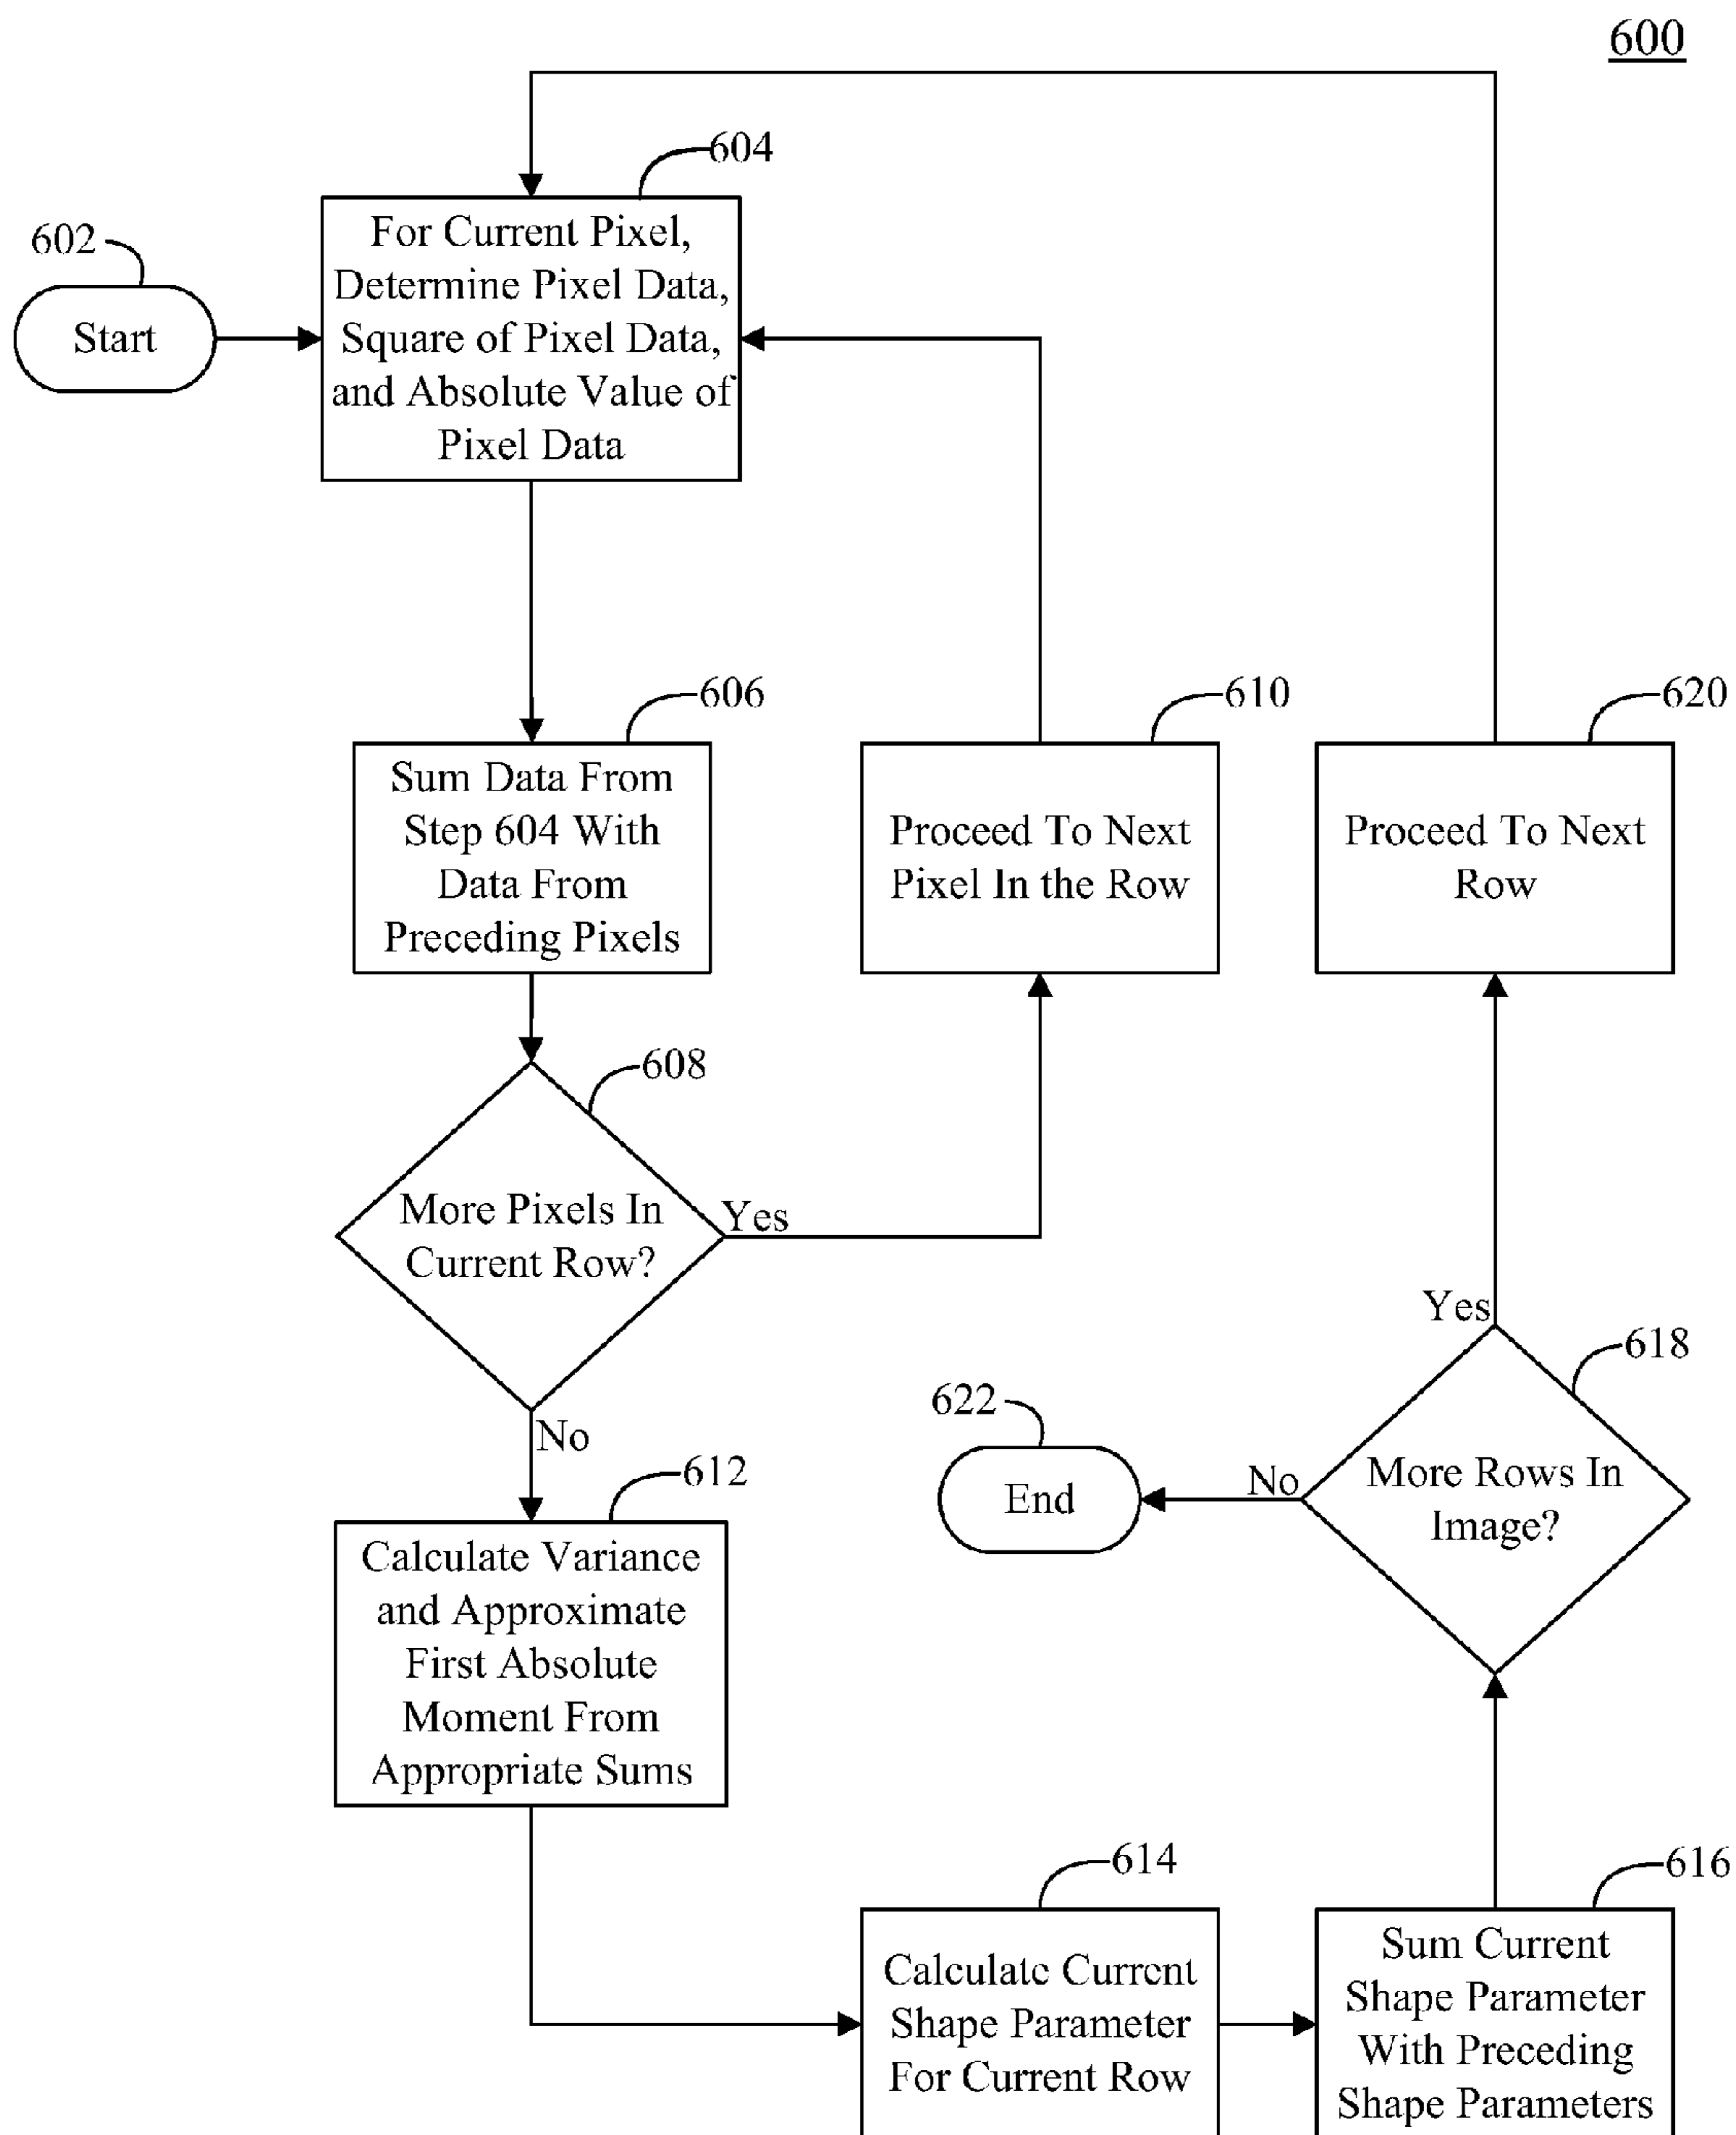 600
604
602
Start
For Current Pixel,
Determine Pixel Data,
Square of Pixel Data,
and Absolute Value of
Pixel Data
606
610
620
Sum Data From
Step 604 With
Data From
Preceding Pixels
Proceed To Next
Pixel In the Row
Proceed To Next
Row
608
More Pixels In
Current Row?
Yes
No
612
Calculate Variance
and Approximate
First Absolute
Moment From
Appropriate Sums
614
Calculate Current
Shape Parameter
For Current Row
616
Sum Current
Shape Parameter
With Preceding
Shape Parameters
618
More Rows In
Image?
Yes
No
622
End